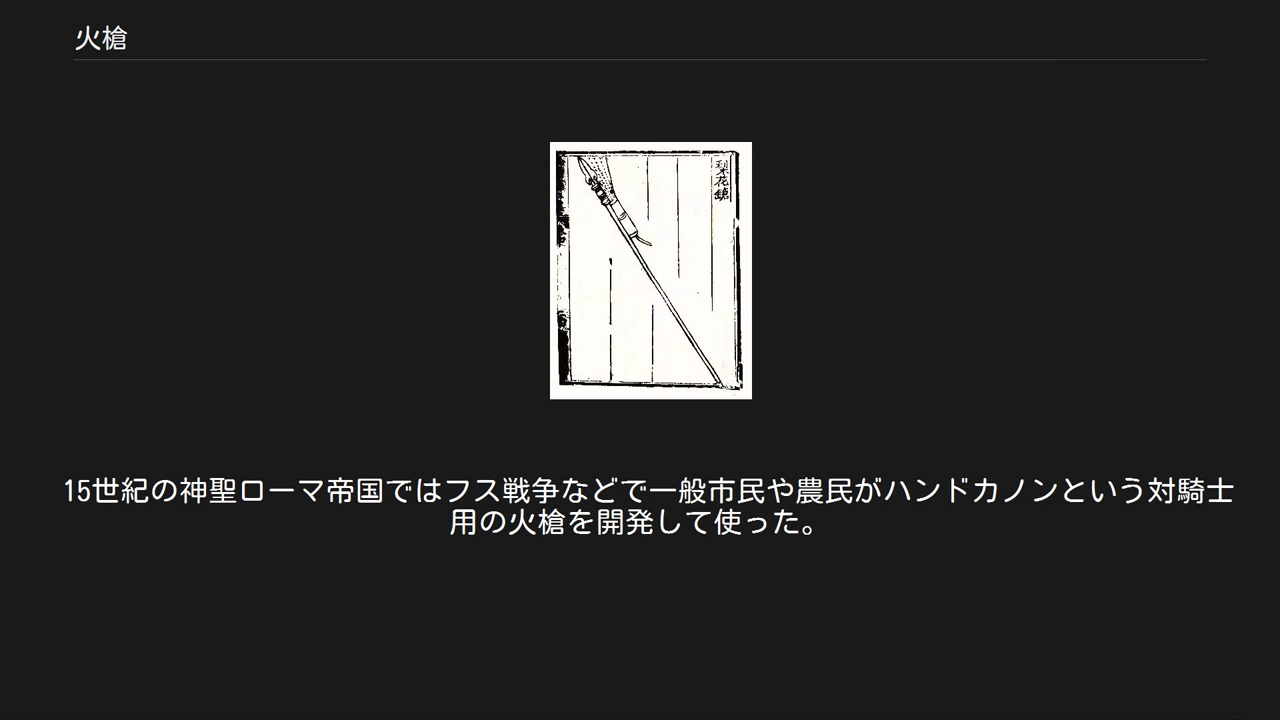 火槍
梨花鎗
15世紀の神聖ローマ帝国ではフス戦争などで一般市民や農民がハンドカノンという対騎士
用の火槍を開発して使った。